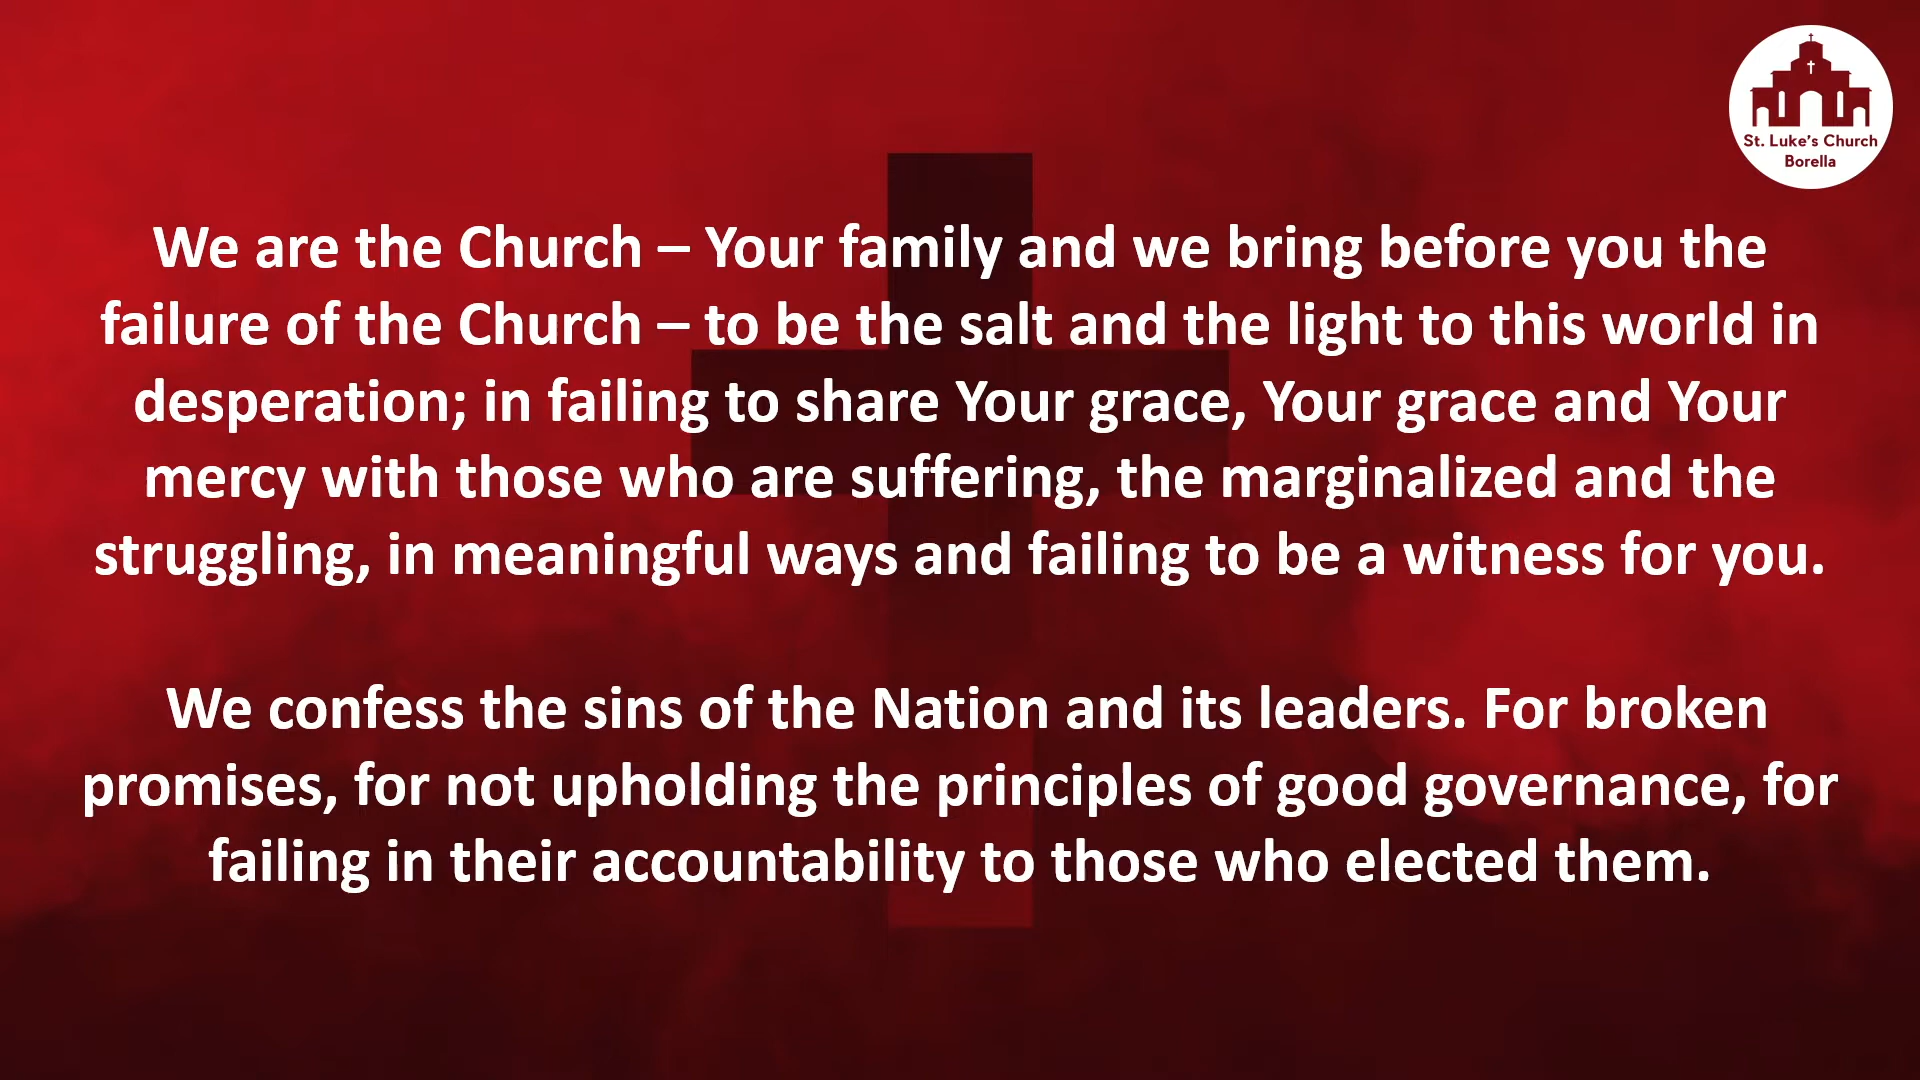 St. Luke's Church
Borella
We are the Church – Your family and we bring before you the
failure of the Church – to be the salt and the light to this world in
desperation; in failing to share Your grace, Your grace and Your
mercy with those who are suffering, the marginalized and the
struggling, in meaningful ways and failing to be a witness for you.
We confess the sins of the Nation and its leaders. For broken
promises, for not upholding the principles of good governance, for
failing in their accountability to those who elected them.